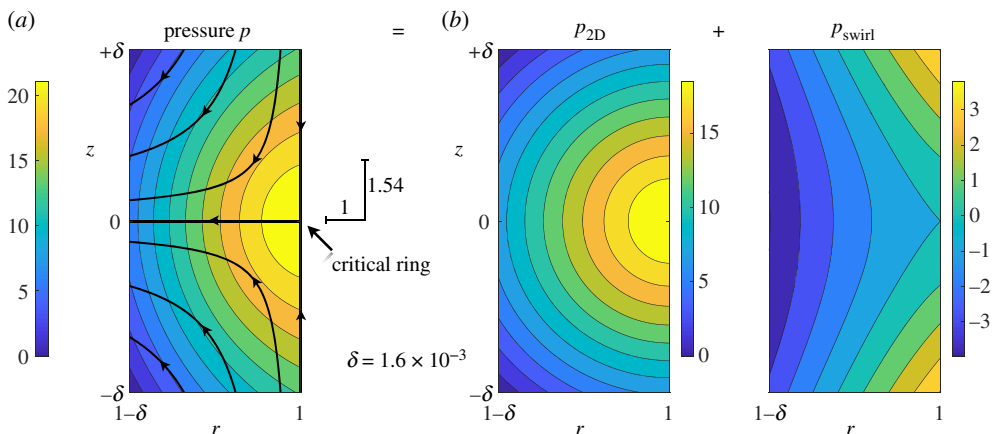 (a)
pressure p
=
(b)
p2D
+
pswirl
+δ
z
0
−δ
1−δ
r
1
20
15
10
5
0
1.54
1
critical ring
δ = 1.6 × 10−3
+δ
z
0
−δ
1−δ
r
1
15
10
5
0
1−δ
r
1
3
2
1
0
−1
−2
−3